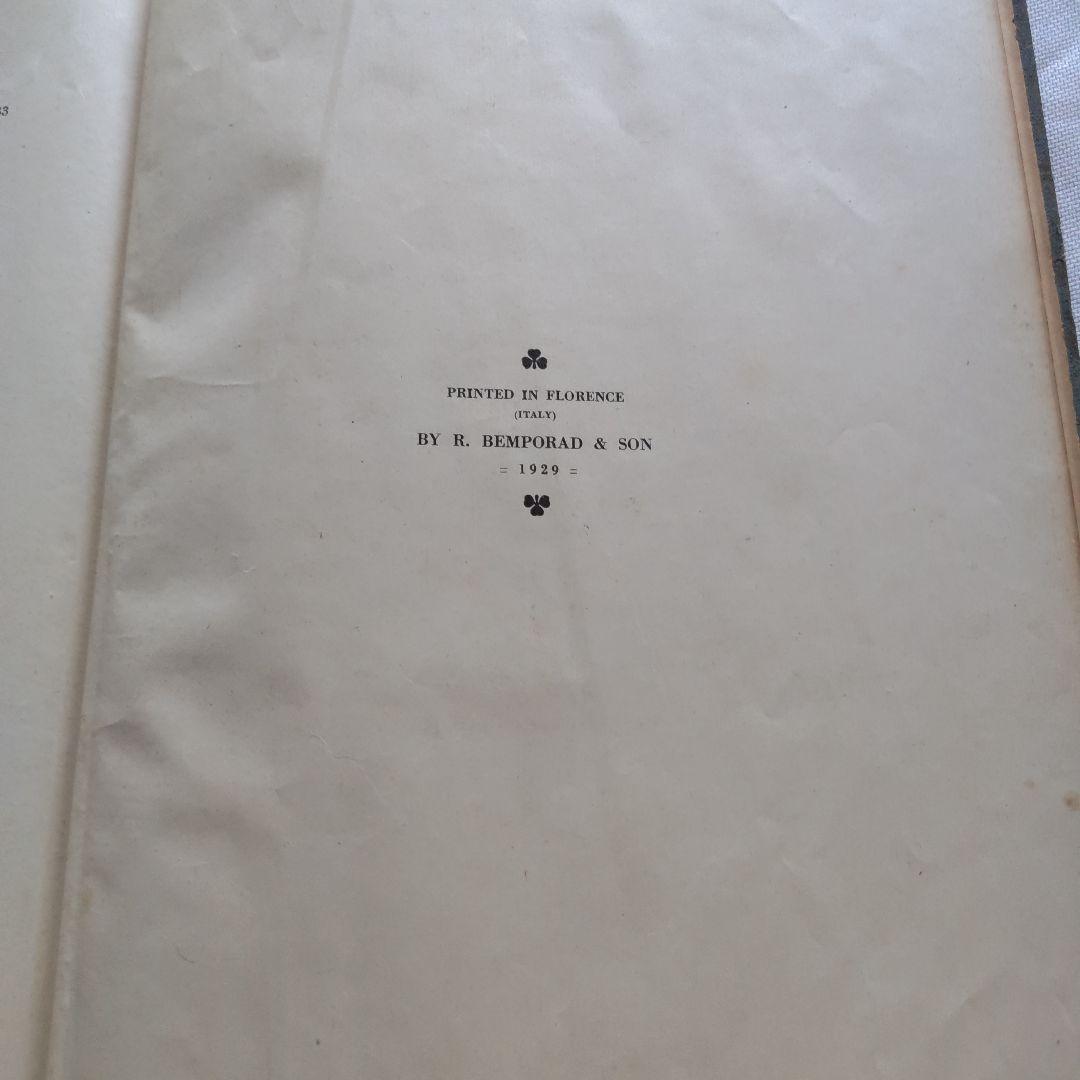 PRINTED IN FLORENCE
(ITALY)
BY R. BEMPORAD & SON
= 1929 =